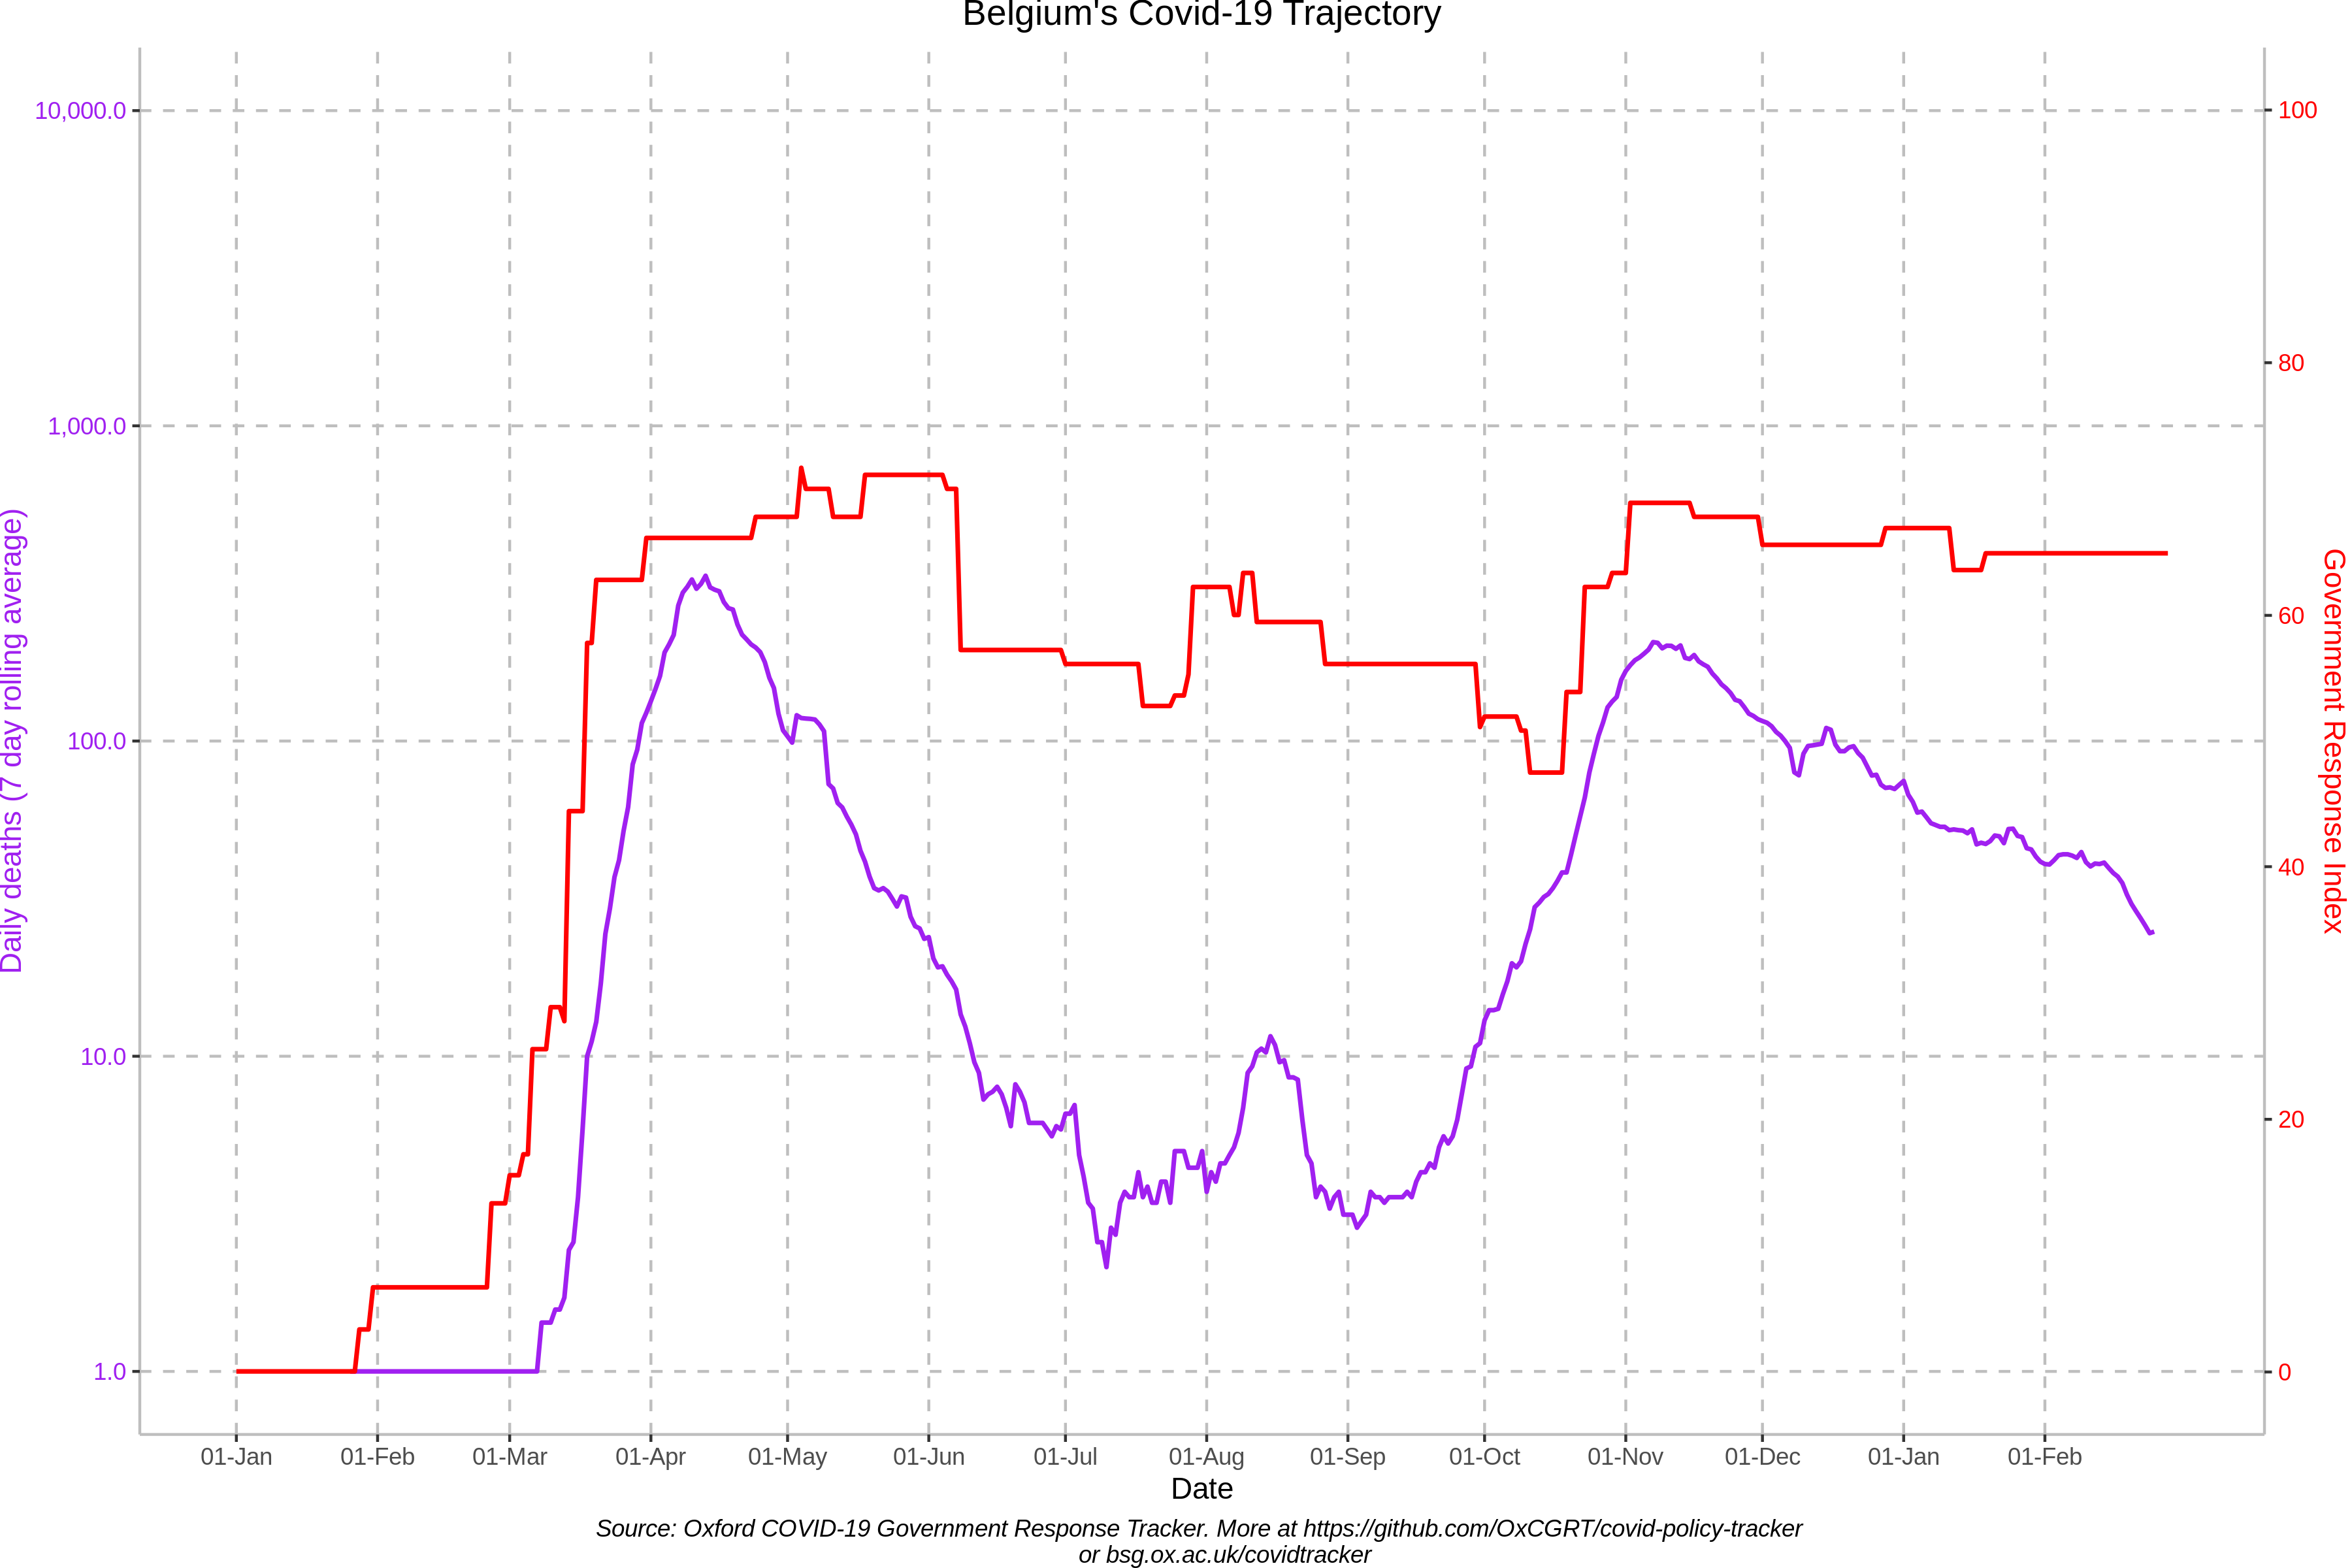 Belgium's Covid-19 Trajectory
10,000.0
1,000.0
100.0
10.0
1.0
Daily deaths (7 day rolling average)
100
80
60
40
20
0
Government Response Index
01-Jan 01-Feb 01-Mar 01-Apr 01-May 01-Jun 01-Jul 01-Aug 01-Sep 01-Oct 01-Nov 01-Dec 01-Jan 01-Feb
Date
Source: Oxford COVID-19 Government Response Tracker. More at https://github.com/OxCGRT/covid-policy-tracker
or bsg.ox.ac.uk/covidtracker